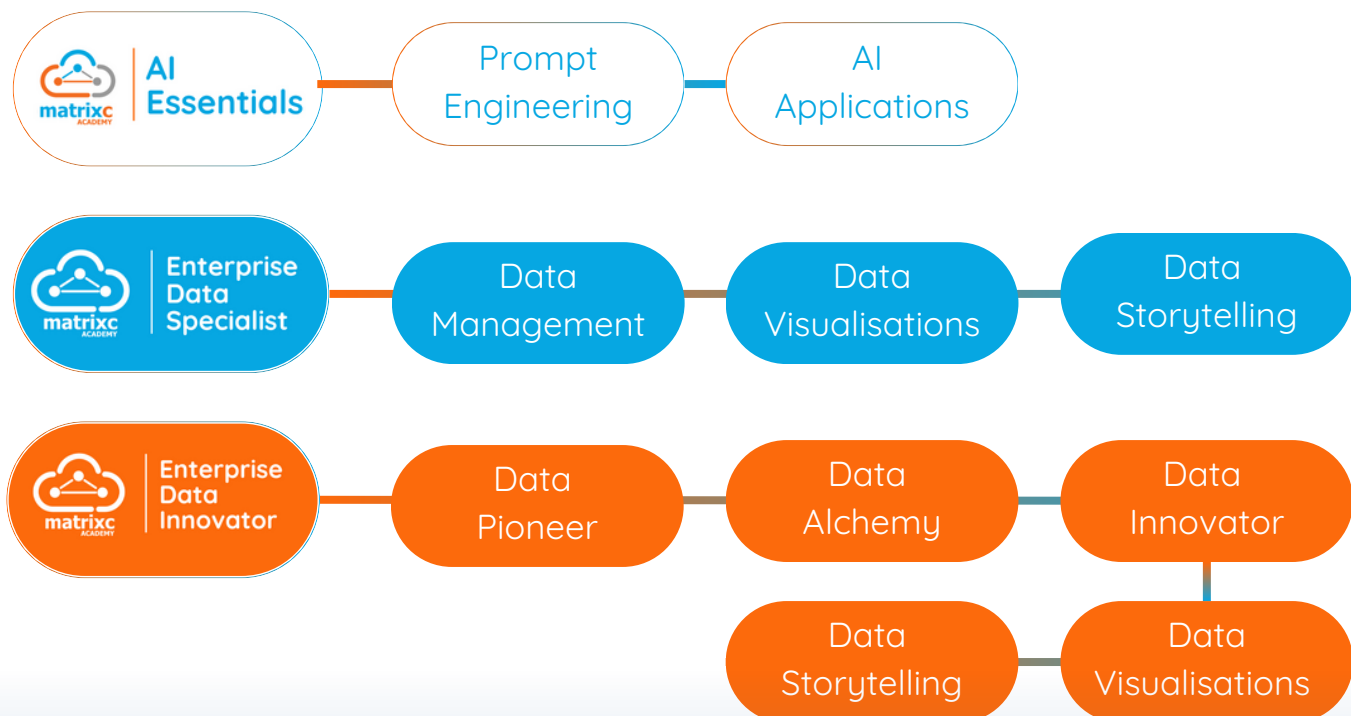 matrixc
ACADEMY
AI
Essentials
Prompt
Engineering
AI
Applications
matrixc
ACADEMY
Enterprise
Data
Specialist
Data
Management
Data
Visualisations
Data
Storytelling
matrixc
ACADEMY
Enterprise
Data
Innovator
Data
Pioneer
Data
Alchemy
Data
Innovator
Data
Storytelling
Data
Visualisations